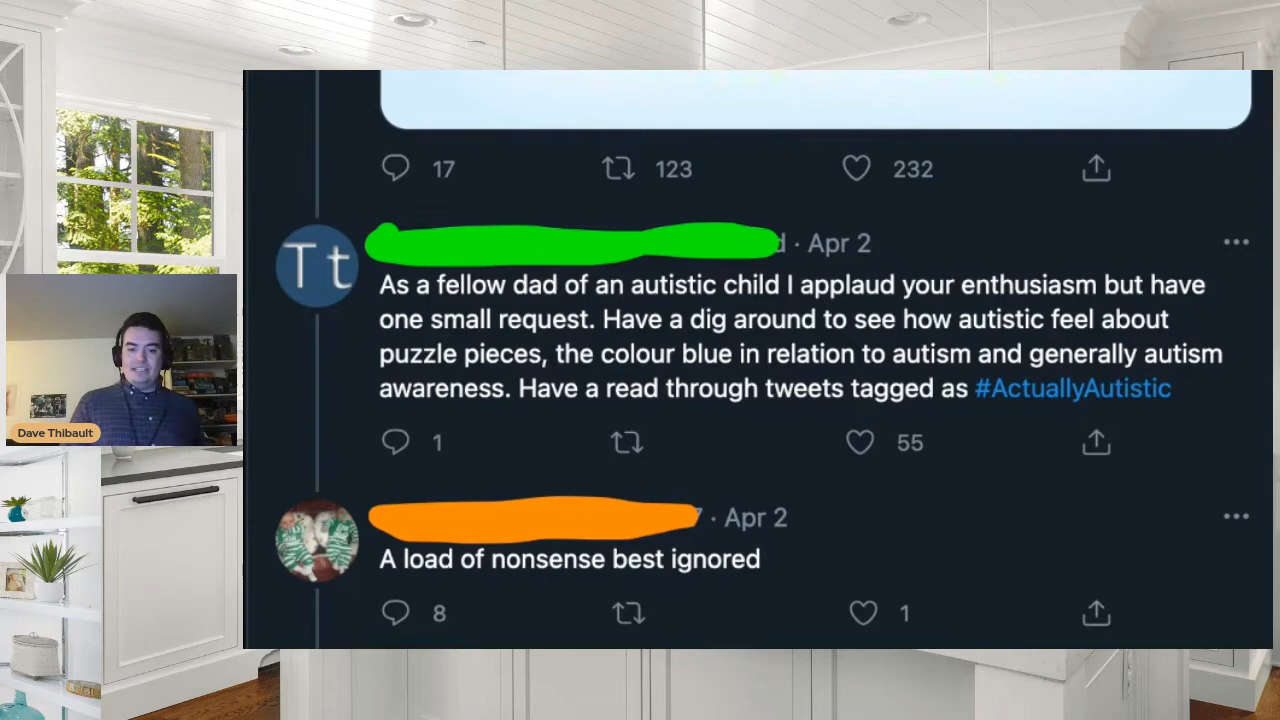 17 123 232
Tt
d · Apr 2
As a fellow dad of an autistic child I applaud your enthusiasm but have
one small request. Have a dig around to see how autistic feel about
puzzle pieces, the colour blue in relation to autism and generally autism
awareness. Have a read through tweets tagged as #ActuallyAutistic
1 55
Dave Thibault
· Apr 2
A load of nonsense best ignored
8 1